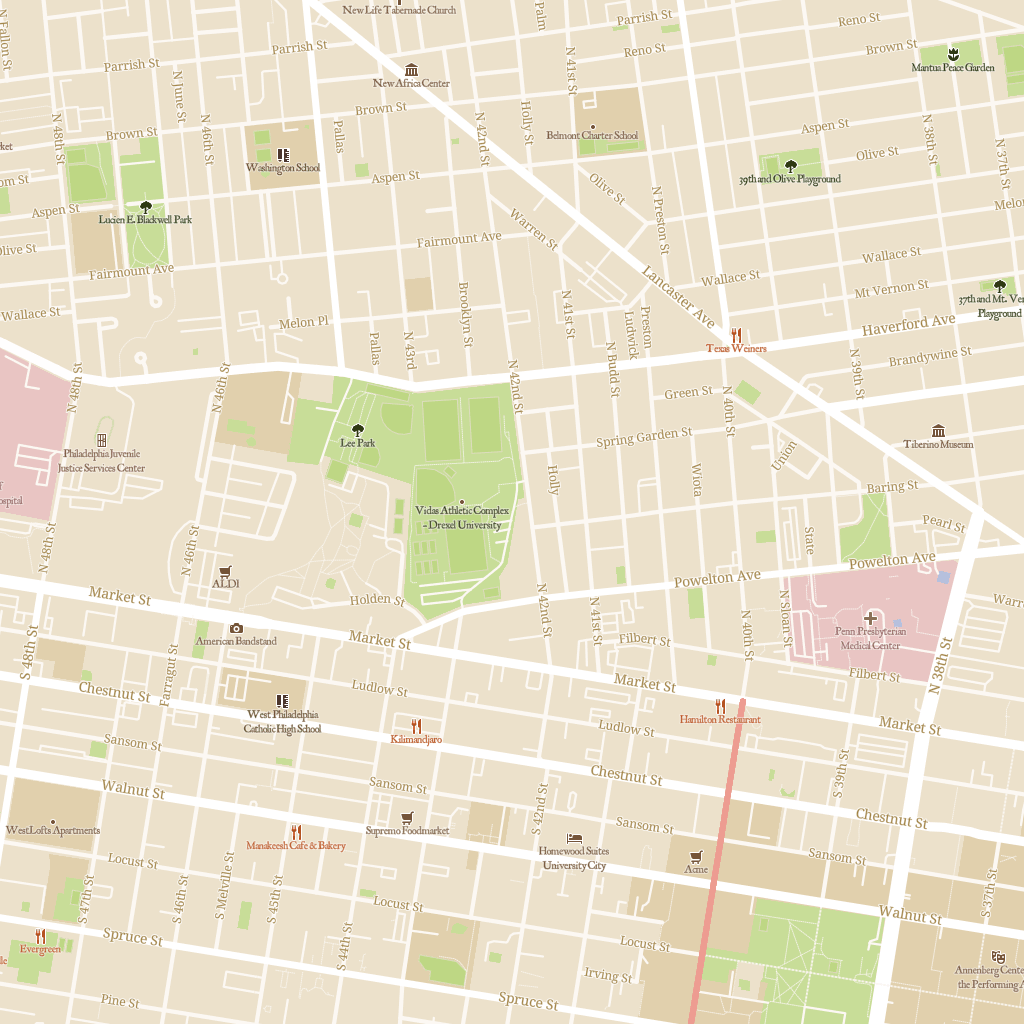 New Life Tabernacle Church
Palm
Parrish St
Reno St
N Fallon St
Parrish St
Parrish St
Reno St
Brown St
N 41st St
Mantua Peace Garden
New Africa Center
N June St
Brown St
Holly St
N 42nd St
N 48th St
N 46th St
Pallas
Brown St
Belmont Charter School
Aspen St
N 38th St
N 37th St
Washington School
Olive St
39th and Olive Playground
Aspen St
Olive St
N Preston St
Aspen St
Lucien E. Blackwell Park
Warren St
Fairmount Ave
Olive St
Fairmount Ave
Wallace St
Lancaster Ave
Wallace St
Mt Vernon St
37th and Mt. Ver
Playground
Wallace St
Melon Pl
Pallas
N 43rd
Brooklyn St
N 41st St
Ludwick
Preston
Haverford Ave
Texas Weiners
N Budd St
N 39th St
Brandywine St
N 48th St
N 46th St
N 42nd St
Green St
N 40th St
Lee Park
Spring Garden St
Union
Tiberino Museum
Philadelphia Juvenile
Justice Services Center
Holly
Wiota
Baring St
ospital
Vidas Athletic Complex
- Drexel University
State
Pearl St
N 48th St
N 46th St
Powelton Ave
Powelton Ave
ALDI
Market St
Holden St
N 42nd St
N 41st St
N 40th St
N Sloan St
Penn Presbyterian
Medical Center
American Bandstand
Market St
Filbert St
Filbert St
N 38th St
S 48th St
Farragut St
Market St
Chestnut St
Ludlow St
West Philadelphia
Catholic High School
Hamilton Restaurant
Market St
Kilimandjaro
Ludlow St
Sansom St
Chestnut St
S 39th St
Walnut St
Sansom St
S 42nd St
Chestnut St
WestLofts Apartments
Supremo Foodmarket
Sansom St
Manakeesh Cafe & Bakery
Homewood Suites
University City
Acme
Sansom St
Locust St
S 47th St
S 46th St
S Melville St
S 45th St
S 37th St
Locust St
Walnut St
Evergreen
Spruce St
S 44th St
Locust St
Annenberg Cente
the Performing A
Irving St
Pine St
Spruce St